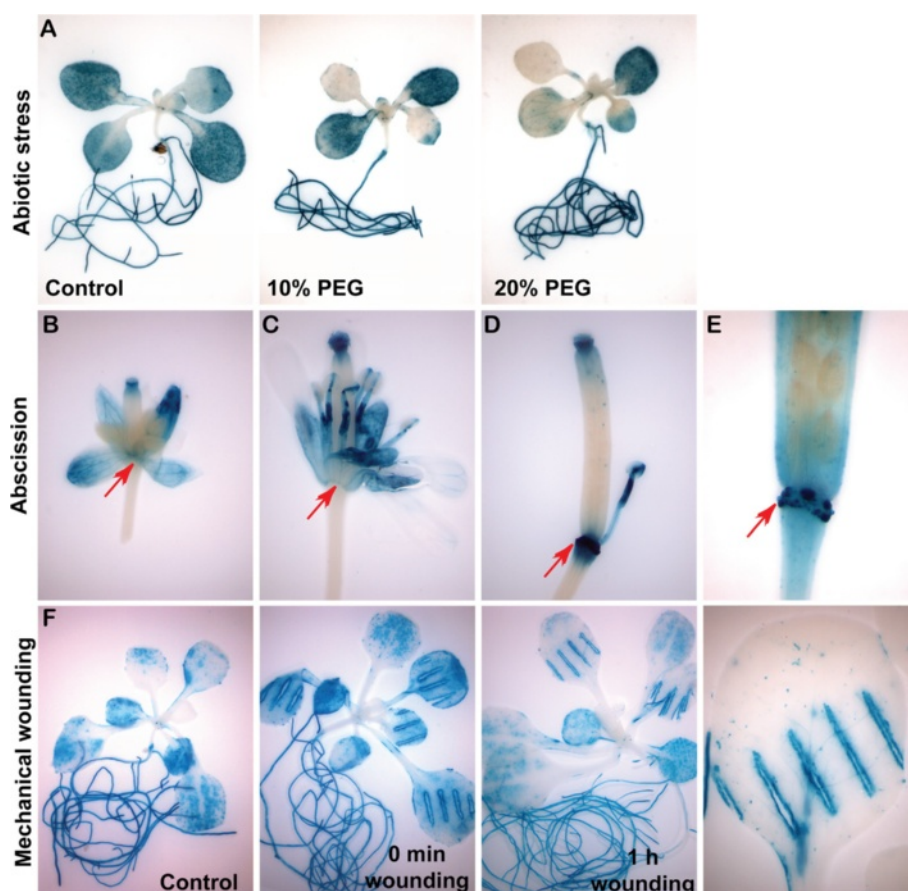 A
Abiotic stress
Control
10% PEG
20% PEG
B
C
D
E
Abscission
F
Mechanical wounding
Control
0 min
wounding
1 h
wounding